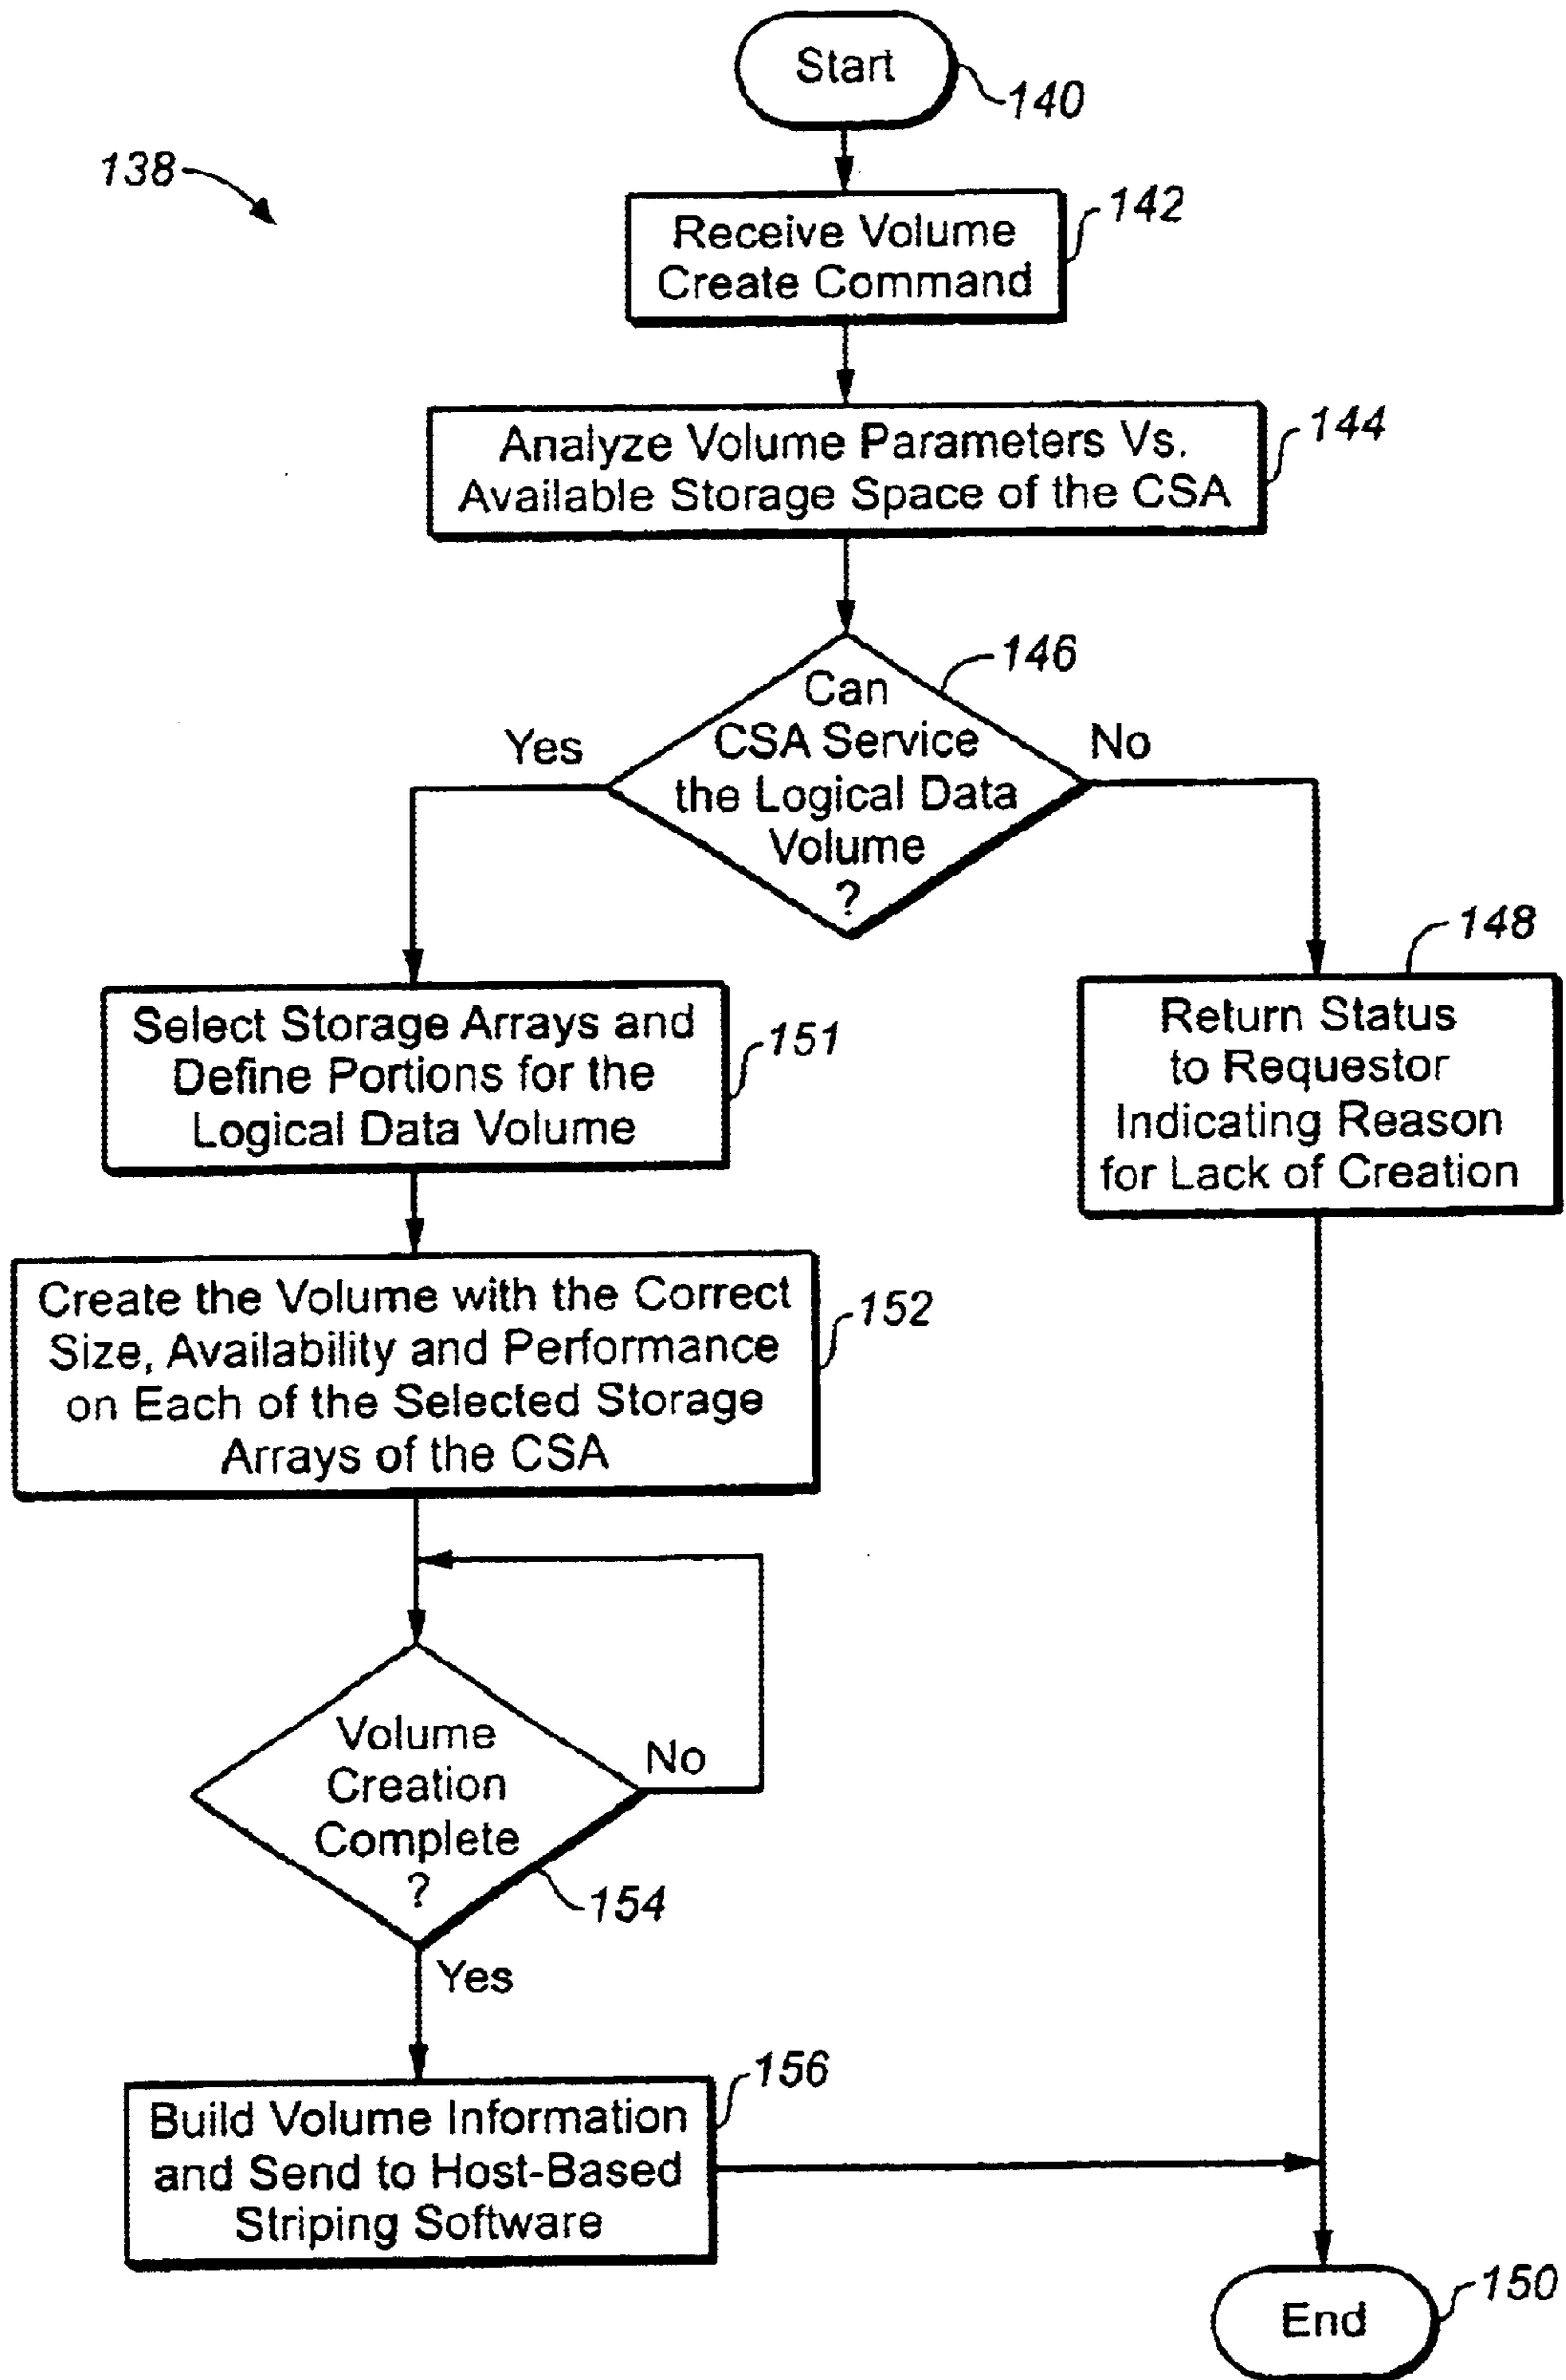 Start
140
138
142
Receive Volume
Create Command
144
Analyze Volume Parameters Vs.
Available Storage Space of the CSA
146
Can
CSA Service
the Logical Data
Volume
?
Yes
No
148
Select Storage Arrays and
Define Portions for the
Logical Data Volume
151
Return Status
to Requestor
Indicating Reason
for Lack of Creation
Create the Volume with the Correct
Size, Availability and Performance
on Each of the Selected Storage
Arrays of the CSA
152
Volume
Creation
Complete
?
No
154
Yes
156
Build Volume Information
and Send to Host-Based
Striping Software
150
End